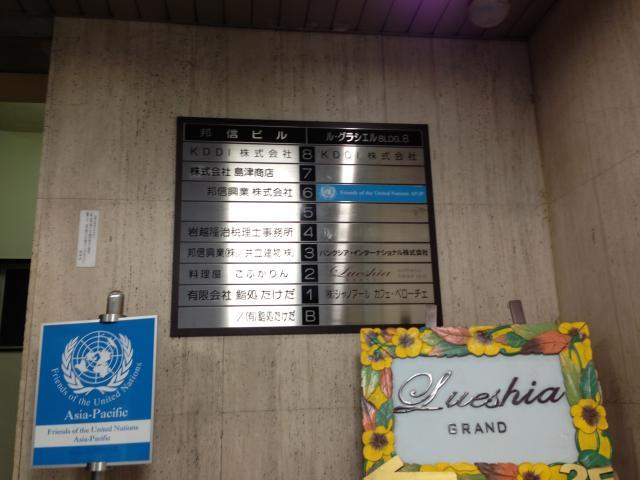 邦信ビル ル・グラシエルBLDG.8
KDDI 株式会社 8 KDDI 株式会社
株式会社 島津商店 7
邦信興業 株式会社 6 Friends of the United Nations AP/P
5
岩越隆治税理士事務所 4
邦信興業(株)/共立建物(株) 3 バンクシア・インターナショナル株式会社
料理屋 こふかりん 2 Lueshia
有限会社 鮨処 たけだ 1 (株)シャノアール カフェ・ベローチェ
/(有)鮨処たけだ B
Friends of the United Nations
Asia-Pacific
Friends of the United Nations
Asia-Pacific
Lueshia
GRAND